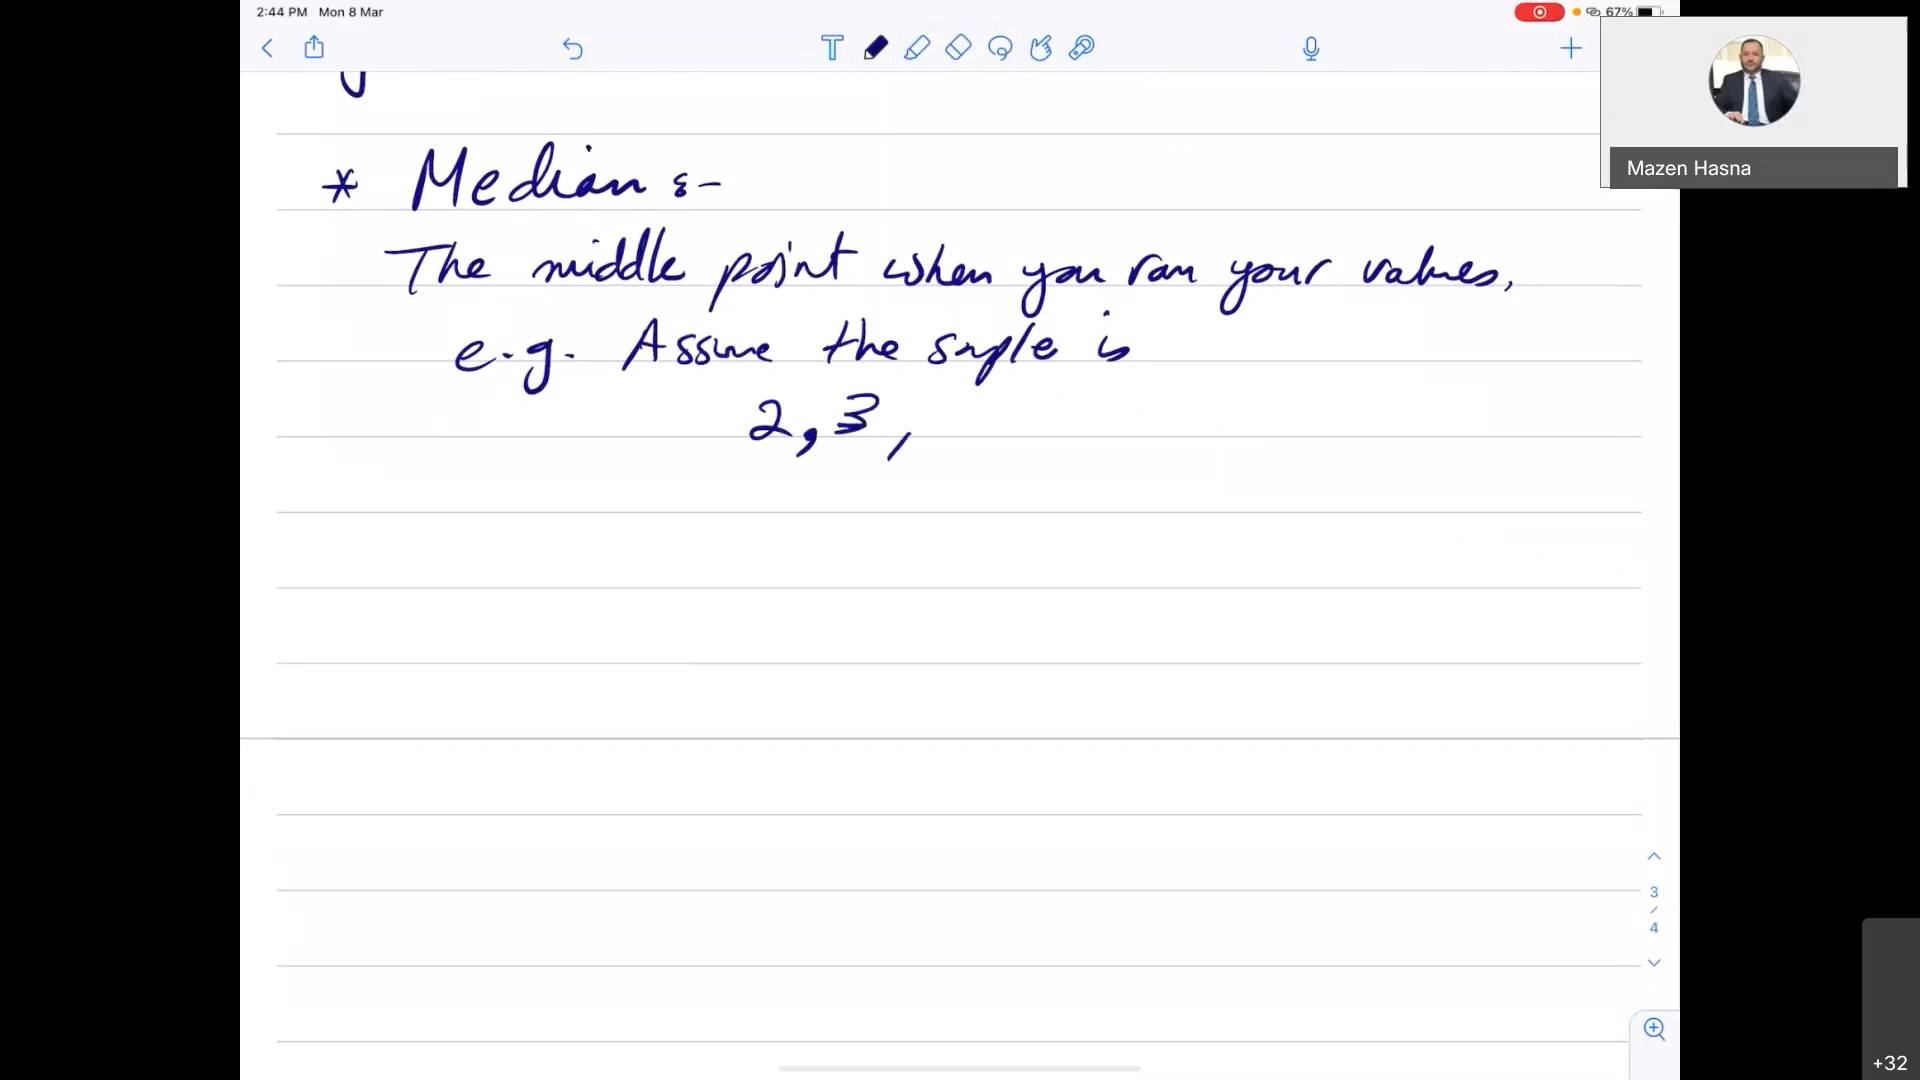 2:44 PM Mon 8 Mar
67%
Mazen Hasna
* Median :-
The middle point when you ran your values.
e.g. Assume the sample is
2, 3,
3
/
4
+32